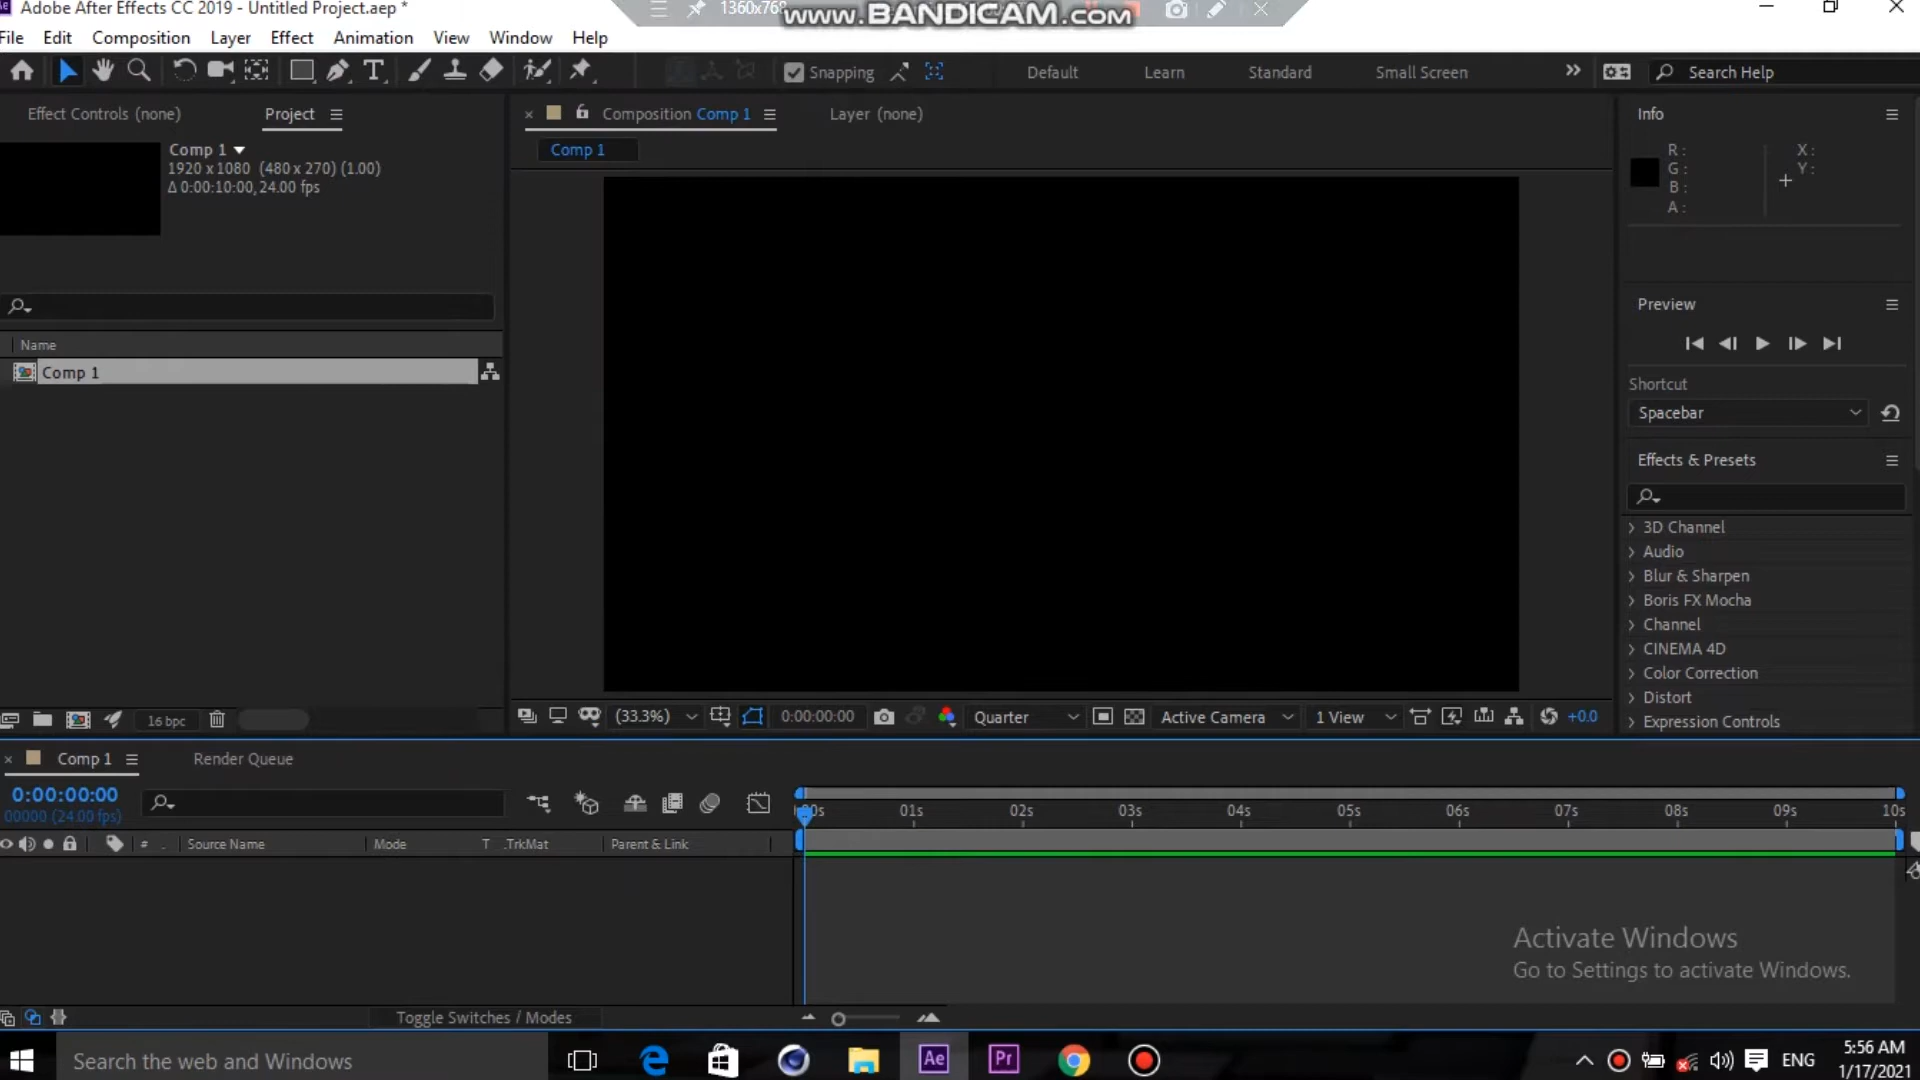 Adobe After Effects CC 2019 - Untitled Project.aep *
1360x768
www.BANDICAM.com
File Edit Composition Layer Effect Animation View Window Help
Snapping
Default Learn Standard Small Screen
Search Help
Effect Controls (none)
Project
Composition Comp 1
Layer (none)
Info
Comp 1
1920 x 1080 (480 x 270) (1.00)
Δ 0:00:10:00, 24.00 fps
Comp 1
R :
G :
B :
A :
X :
Y :
Preview
Shortcut
Spacebar
Effects & Presets
3D Channel
Audio
Blur & Sharpen
Boris FX Mocha
Channel
CINEMA 4D
Color Correction
Distort
Expression Controls
Name
Comp 1
16 bpc
(33.3%)
0:00:00:00
Quarter
Active Camera
1 View
+0.0
Comp 1
Render Queue
0:00:00:00
00000 (24.00 fps)
01s 02s 03s 04s 05s 06s 07s 08s 09s 10s
# Source Name Mode T .TrkMat Parent & Link
Activate Windows
Go to Settings to activate Windows.
Toggle Switches / Modes
Search the web and Windows
Ae
Pr
ENG
5:56 AM
1/17/2021